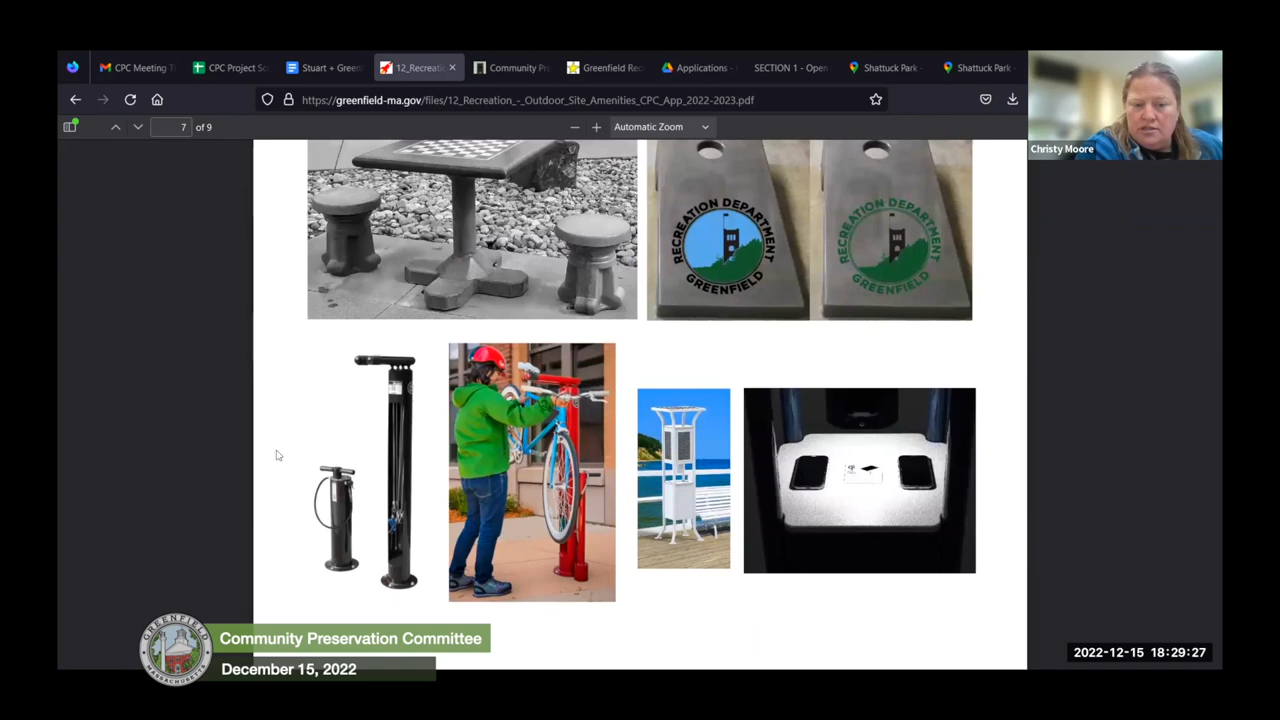 CPC Meeting T
CPC Project Sc
Stuart + Green
12_Recreatio
Community Pr
Greenfield Rec
Applications -
SECTION 1 - Open
Shattuck Park -
Shattuck Park -
https://greenfield-ma.gov/files/12_Recreation_-_Outdoor_Site_Amenities_CPC_App_2022-2023.pdf
7 of 9
Automatic Zoom
Christy Moore
RECREATION DEPARTMENT
GREENFIELD
RECREATION DEPARTMENT
GREENFIELD
GREENFIELD
MASSACHUSETTS
Community Preservation Committee
December 15, 2022
2022-12-15 18:29:27